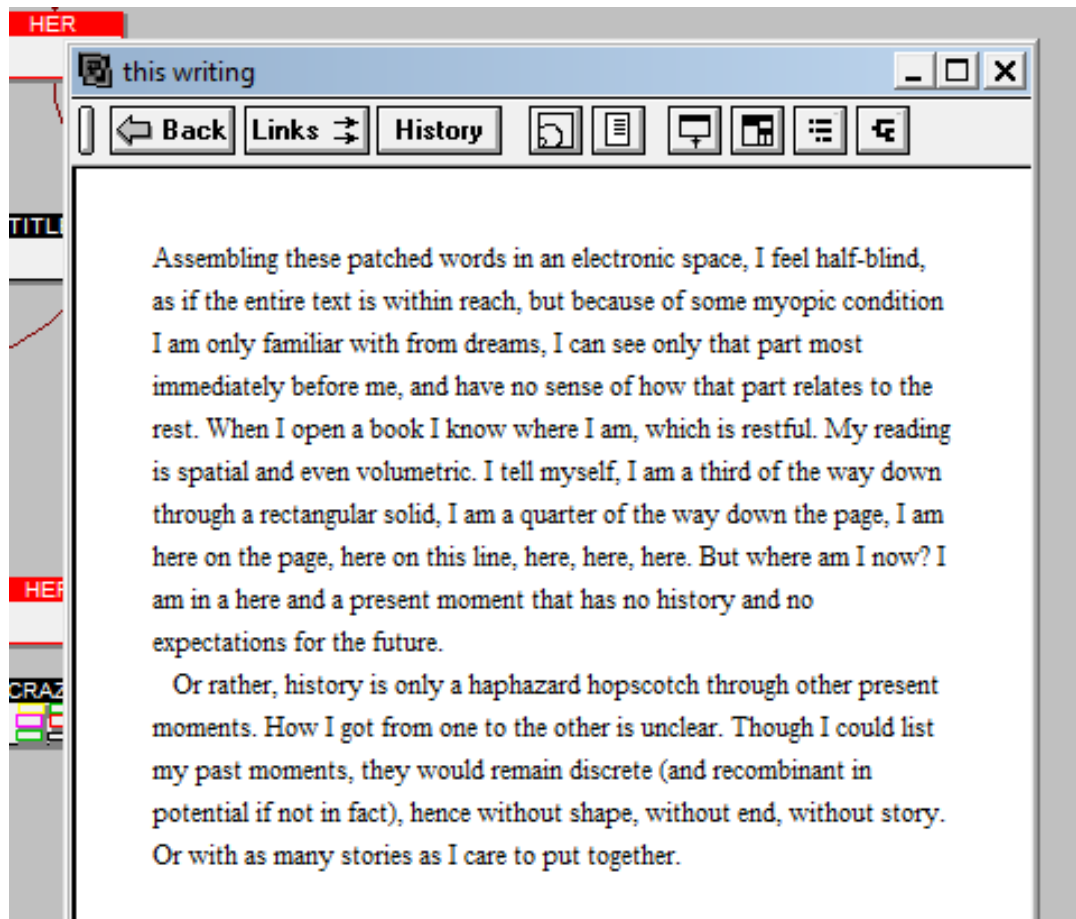 HER
this writing
Back Links History
TITLE
Assembling these patched words in an electronic space, I feel half-blind,
as if the entire text is within reach, but because of some myopic condition
I am only familiar with from dreams, I can see only that part most
immediately before me, and have no sense of how that part relates to the
rest. When I open a book I know where I am, which is restful. My reading
is spatial and even volumetric. I tell myself, I am a third of the way down
through a rectangular solid, I am a quarter of the way down the page, I am
here on the page, here on this line, here, here, here. But where am I now? I
am in a here and a present moment that has no history and no
expectations for the future.
Or rather, history is only a haphazard hopscotch through other present
moments. How I got from one to the other is unclear. Though I could list
my past moments, they would remain discrete (and recombinant in
potential if not in fact), hence without shape, without end, without story.
Or with as many stories as I care to put together.
HER
CRAZ